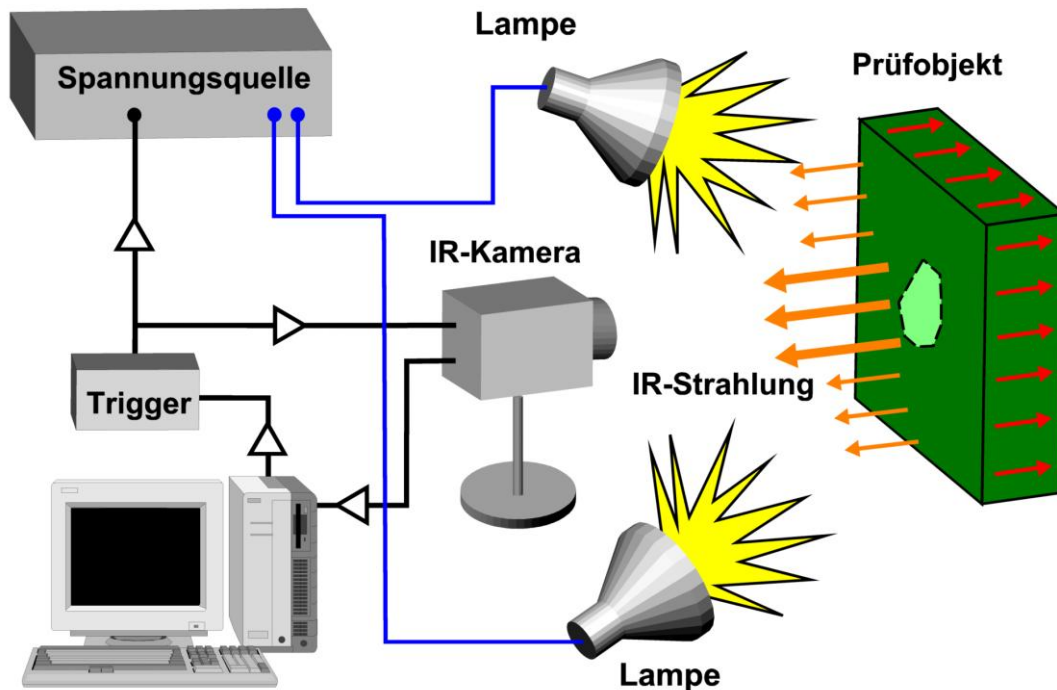 Lampe
Spannungsquelle
Prüfobjekt
IR-Kamera
IR-Strahlung
Trigger
Lampe